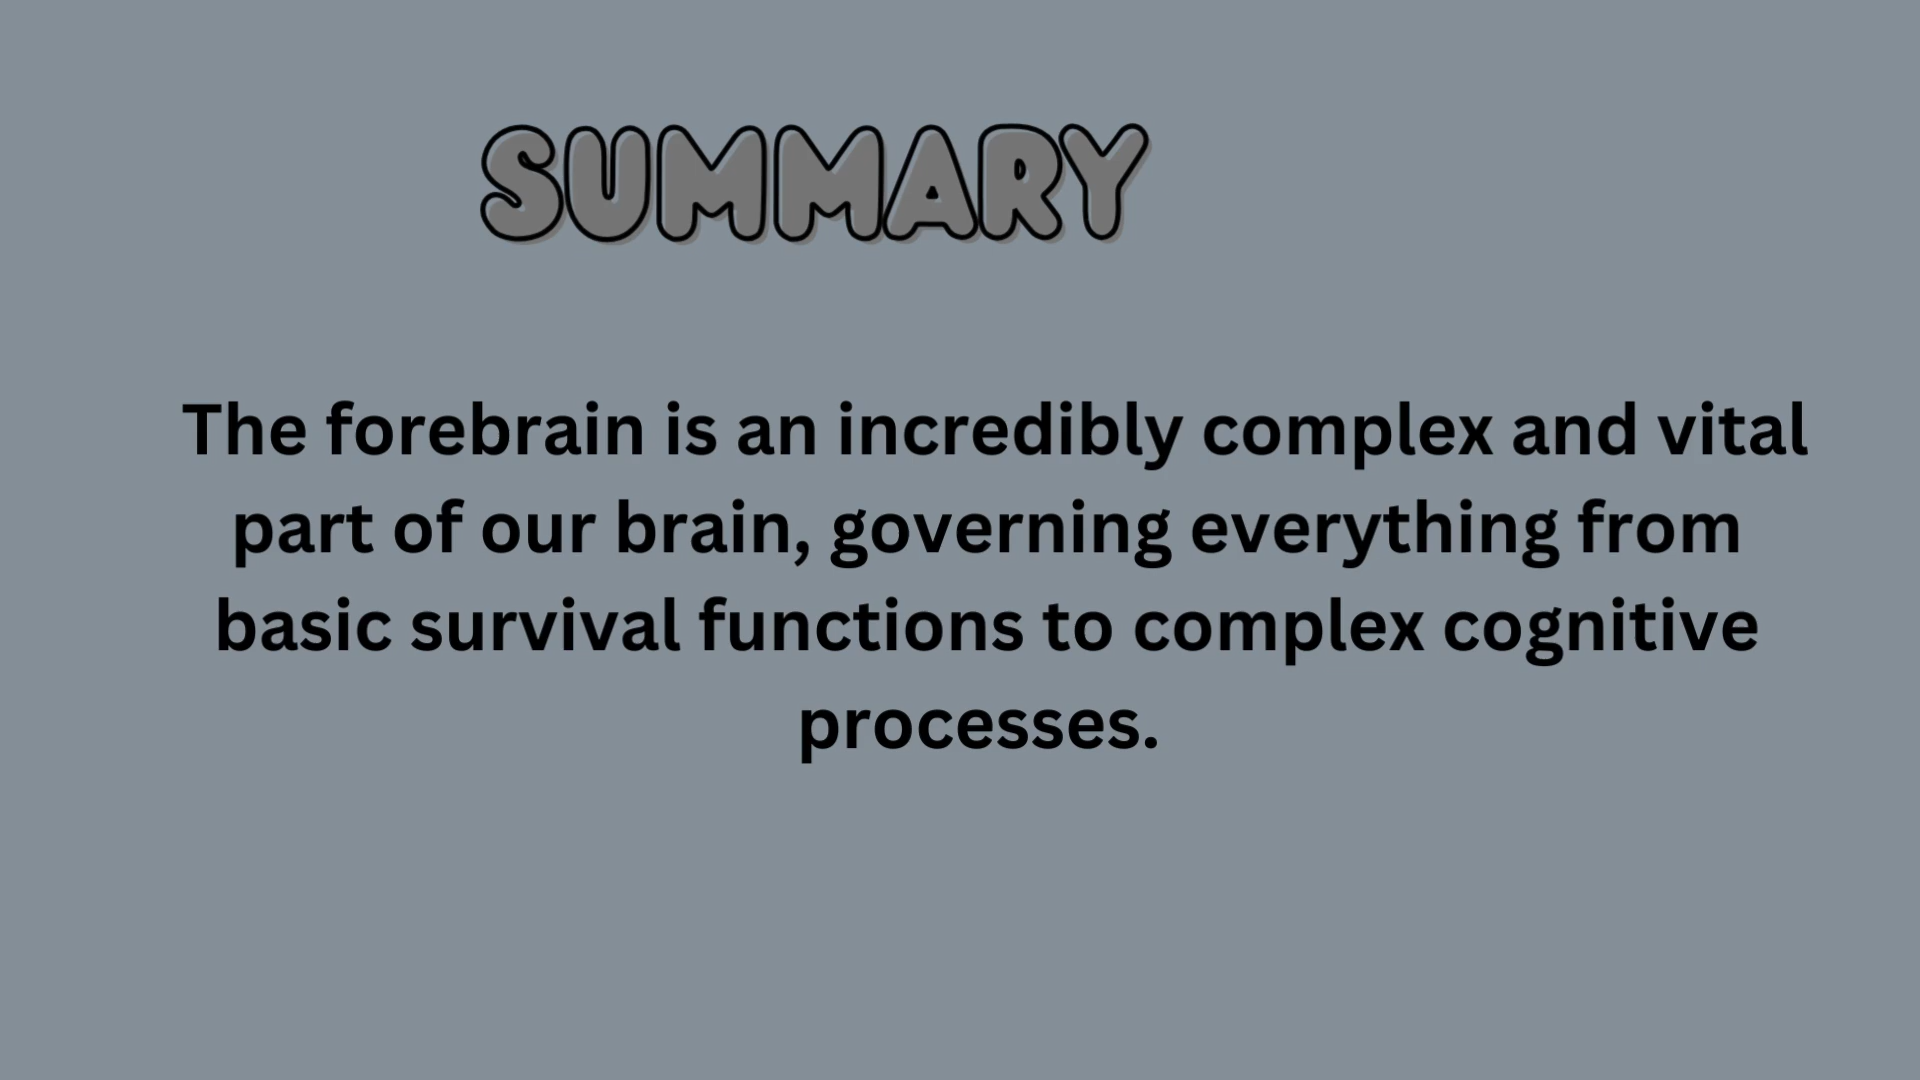 SUMMARY
The forebrain is an incredibly complex and vital
part of our brain, governing everything from
basic survival functions to complex cognitive
processes.